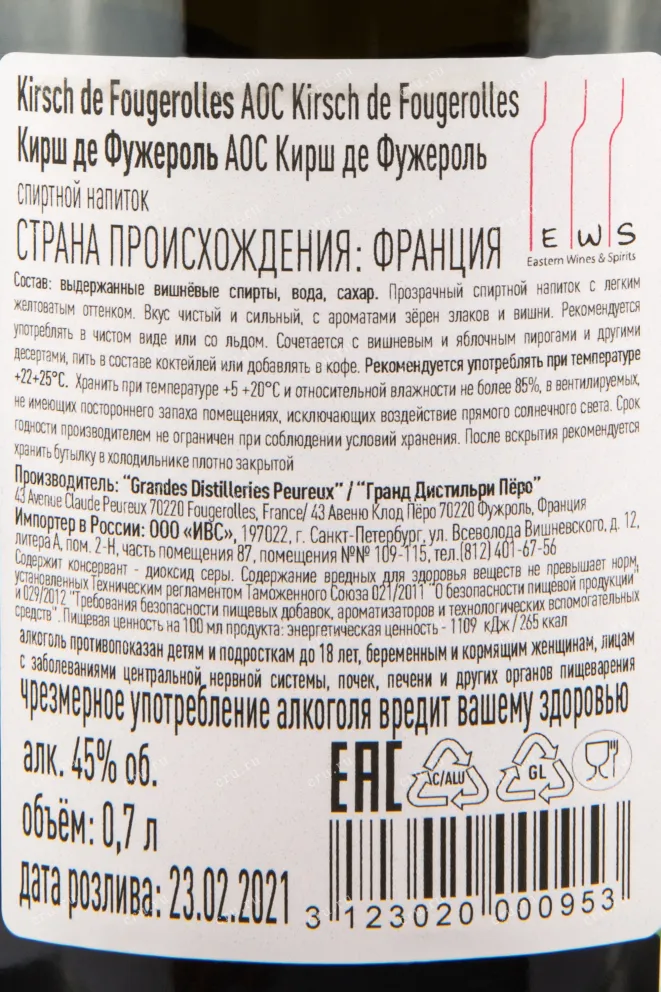 Kirsch de Fougerolles AOC Kirsch de Fougerolles
Кирш де Фужероль АОС Кирш де Фужероль
спиртной напиток
СТРАНА ПРОИСХОЖДЕНИЯ: ФРАНЦИЯ
E W S
Eastern Wines & Spirits
Состав: выдержанные вишнёвые спирты, вода, сахар. Прозрачный спиртной напиток с легким
желтоватым оттенком. Вкус чистый и сильный, с ароматами зёрен злаков и вишни. Рекомендуется
употреблять в чистом виде или со льдом. Сочетается с вишневым и яблочным пирогами и другими
десертами, пить в составе коктейлей или добавлять в кофе. Рекомендуется употреблять при температуре
+22+25°С. Хранить при температуре +5 +20°С и относительной влажности не более 85%, в вентилируемых,
не имеющих постороннего запаха помещениях, исключающих воздействие прямого солнечного света. Срок
годности производителем не ограничен при соблюдении условий хранения. После вскрытия рекомендуется
хранить бутылку в холодильнике плотно закрытой
Производитель: "Grandes Distilleries Peureux" / "Гранд Дистильри Пёро"
43 Avenue Claude Peureux 70220 Fougerolles, France/ 43 Авеню Клод Пёро 70220 Фужроль, Франция
Импортер в России: ООО «ИВС», 197022, г. Санкт-Петербург, ул. Всеволода Вишневского, д. 12,
литера А, пом. 2-Н, часть помещения 87, помещения №№ 109-115, тел.(812) 401-67-56
Содержит консервант - диоксид серы. Содержание вредных для здоровья веществ не превышает норм,
установленных Техническим регламентом Таможенного Союза 021/2011 "О безопасности пищевой продукции"
и 029/2012 "Требования безопасности пищевых добавок, ароматизаторов и технологических вспомогательных
средств". Пищевая ценность на 100 мл продукта: энергетическая ценность - 1109 кДж/265 ккал
алкоголь противопоказан детям и подросткам до 18 лет, беременным и кормящим женщинам, лицам
с заболеваниями центральной нервной системы, почек, печени и других органов пищеварения
чрезмерное употребление алкоголя вредит вашему здоровью
алк. 45% об.
объём: 0,7 л
дата розлива: 23.02.2021
EAC
C/ALU
GL
3 123020 000953